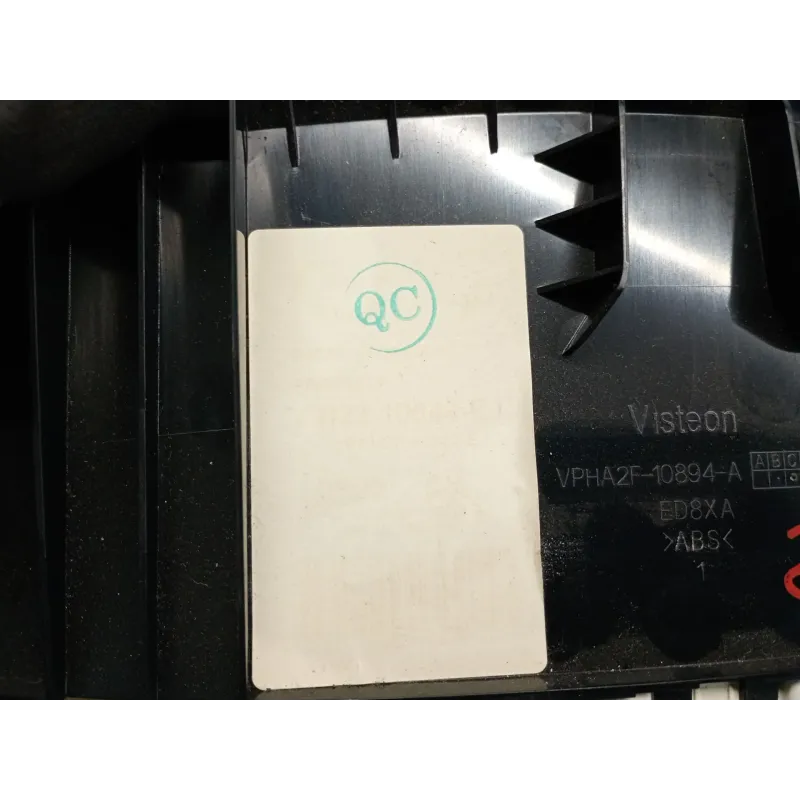 QC
Visteon
VPHA2F-10894-A
A B C
ED8XA
>ABS<
1